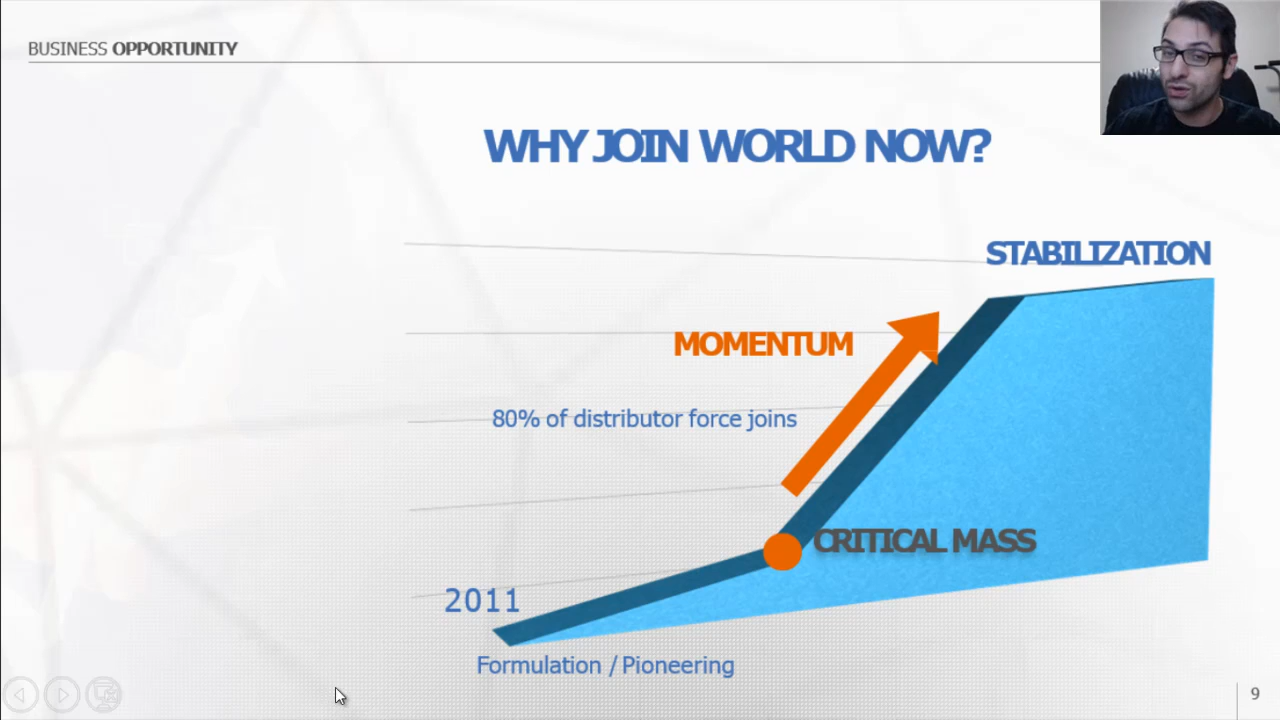 BUSINESS OPPORTUNITY
WHY JOIN WORLD NOW?
STABILIZATION
MOMENTUM
80% of distributor force joins
CRITICAL MASS
2011
Formulation / Pioneering
9